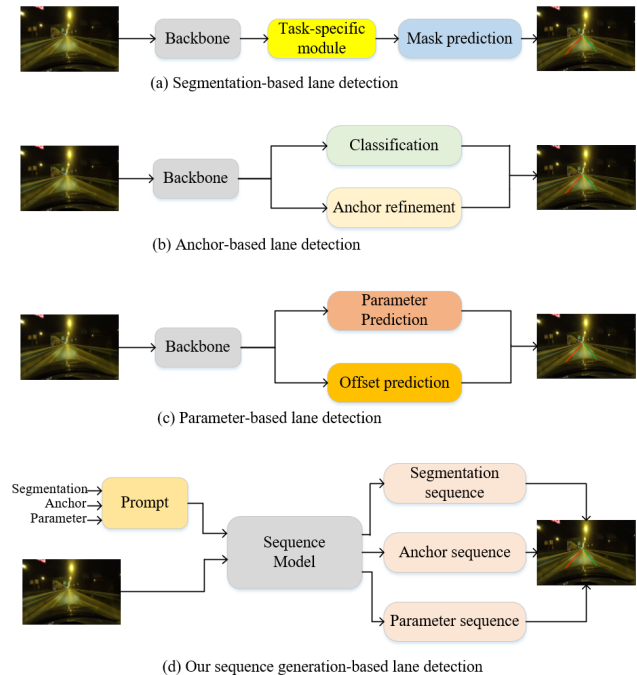 Backbone
Task-specific
module
Mask prediction
(a) Segmentation-based lane detection
Classification
Backbone
Anchor refinement
(b) Anchor-based lane detection
Parameter
Prediction
Backbone
Offset prediction
(c) Parameter-based lane detection
Segmentation
Anchor
Parameter
Prompt
Sequence
Model
Segmentation
sequence
Anchor sequence
Parameter sequence
(d) Our sequence generation-based lane detection